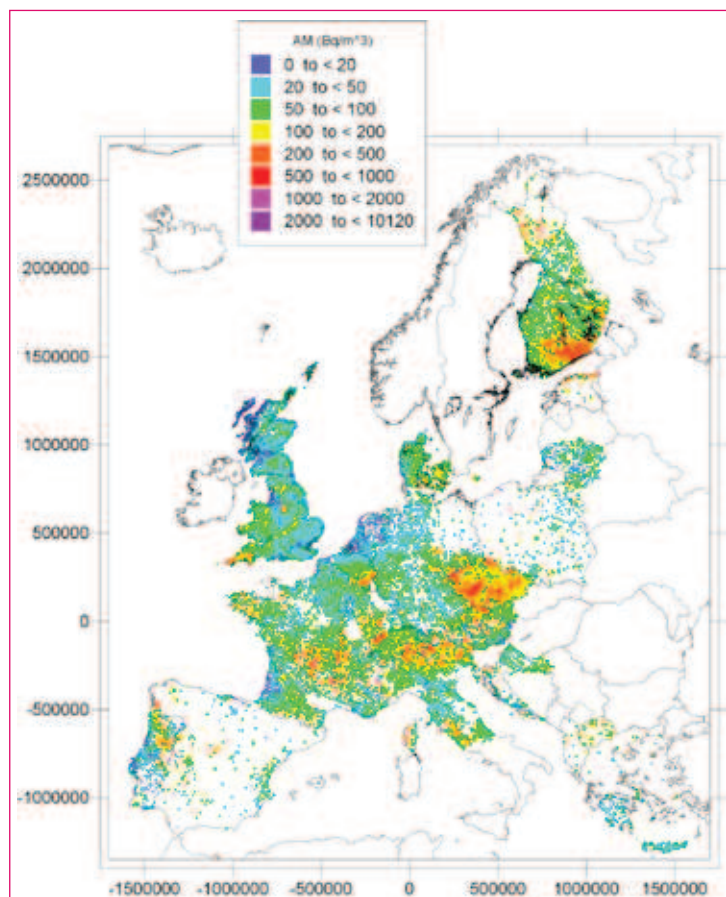 AM (Bq/m^3)
0 to < 20
20 to < 50
50 to < 100
100 to < 200
200 to < 500
500 to < 1000
1000 to < 2000
2000 to < 10120
2500000
2000000
1500000
1000000
500000
0
-500000
-1000000
-1500000 -1000000 -500000 0 500000 1000000 1500000